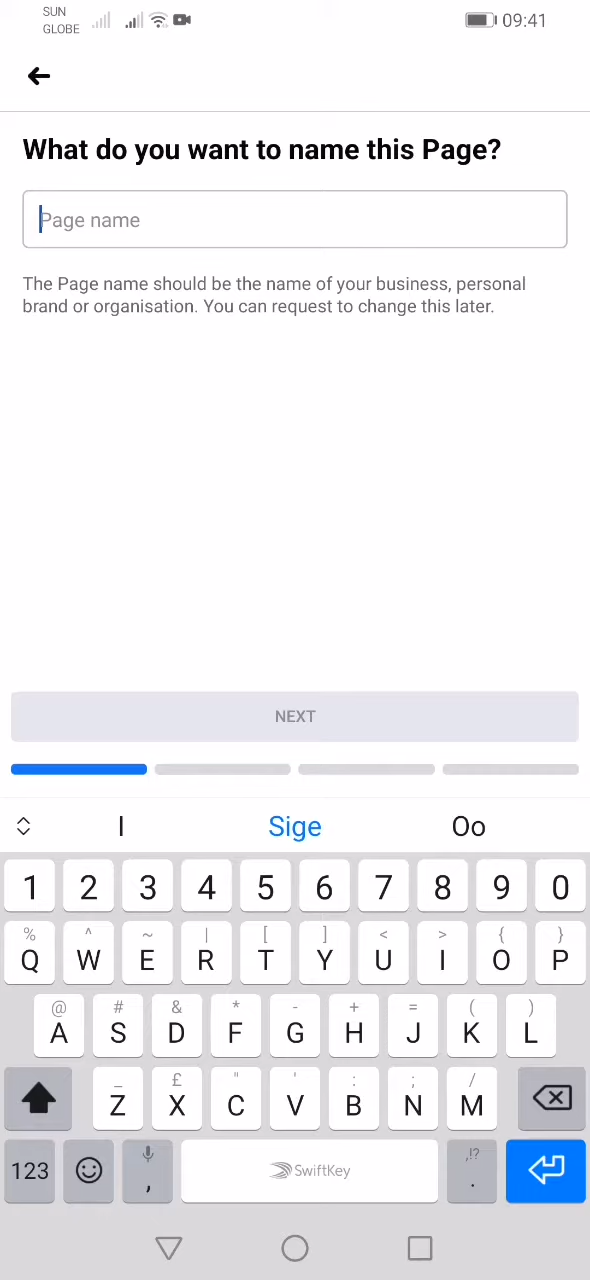 SUN
GLOBE
09:41
What do you want to name this Page?
Page name
The Page name should be the name of your business, personal
brand or organisation. You can request to change this later.
NEXT
I Sige Oo
1 2 3 4 5 6 7 8 9 0
% ^ ~ | [ ] < > { }
Q W E R T Y U I O P
@ # & * - + = ( )
A S D F G H J K L
_ £ " ' : ; /
Z X C V B N M
,!?
123 , SwiftKey .